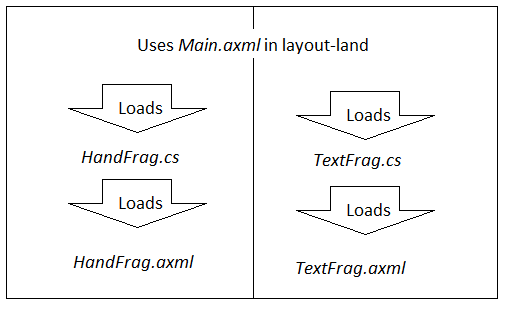 Uses Main.axml in layout-land
Loads
Loads
HandFrag.cs
TextFrag.cs
Loads
Loads
HandFrag.axml
TextFrag.axml